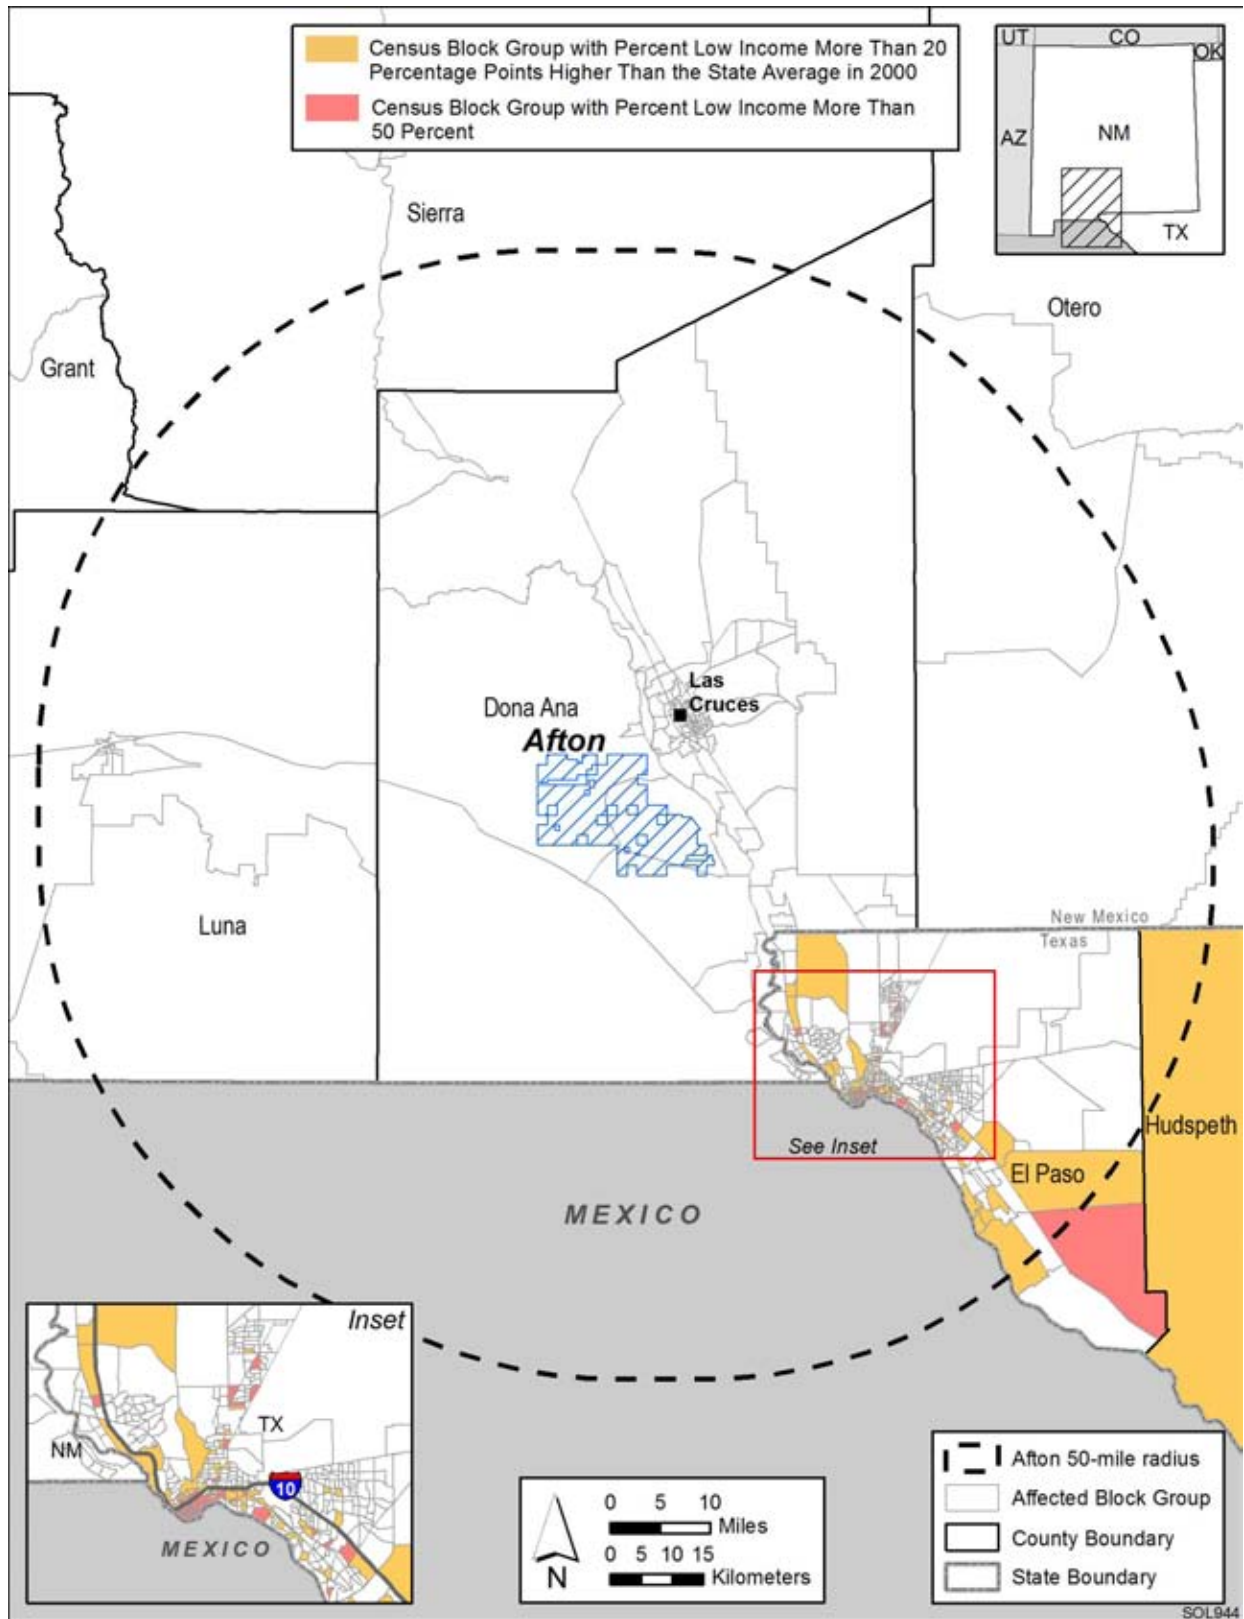 Census Block Group with Percent Low Income More Than 20
Percentage Points Higher Than the State Average in 2000
Census Block Group with Percent Low Income More Than
50 Percent
UT
CO
OK
AZ
NM
TX
Sierra
Otero
Grant
Las
Cruces
Dona Ana
Afton
Luna
New Mexico
Texas
See Inset
Hudspeth
El Paso
MEXICO
Inset
NM
TX
10
MEXICO
N
0 5 10
Miles
0 5 10 15
Kilometers
Afton 50-mile radius
Affected Block Group
County Boundary
State Boundary
SOL944